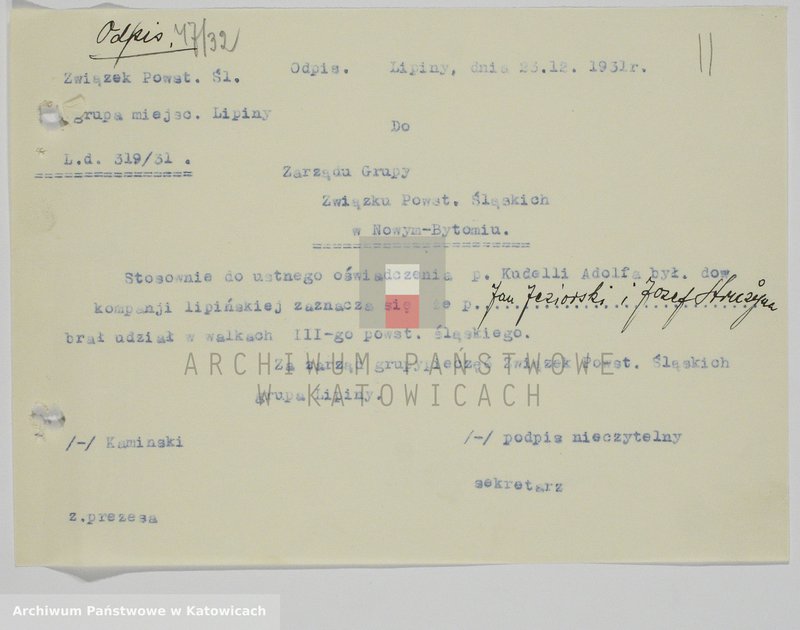 Odpis. 47/32
Związek Powst. Śl. Odpis. Lipiny, dnia 23.12. 1931r. 11
grupa miejsc. Lipiny
Do
L.d. 319/31 .
Zarządu Grupy
Związku Powst. Śląskich
w Nowym-Bytomiu.
Stosownie do ustnego oświadczenia p. Kudelli Adolfa był. dow
kompanji lipińskiej zaznacza się że p. Jan Jeziorski i Józef
brał udział w walkach III-go powst. śląskiego.
Za zarząd grupy pieczęć Związek Powst. Śląskich
grupa Lipiny.
/-/ Kaminski /-/ podpis nieczytelny
sekretarz
z.prezesa
ARCHIWUM PAŃSTWOWE
W KATOWICACH
Archiwum Państwowe w Katowicach